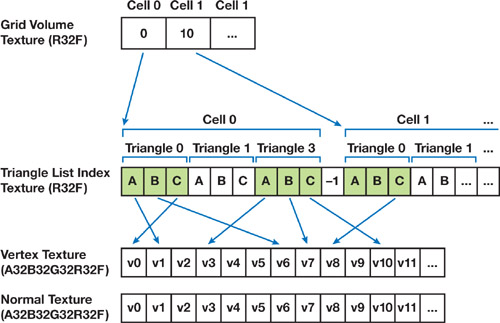 Cell 0 Cell 1 Cell 1
Grid Volume
Texture (R32F)
0 10 ...
Cell 0 Cell 1 ...
Triangle 0 Triangle 1 Triangle 3 Triangle 0 Triangle 1 ...
Triangle List Index
Texture (R32F)
A B C A B C A B C −1 A B C A B ... ...
Vertex Texture
(A32B32G32R32F)
v0 v1 v2 v3 v4 v5 v6 v7 v8 v9 v10 v11 ...
Normal Texture
(A32B32G32R32F)
v0 v1 v2 v3 v4 v5 v6 v7 v8 v9 v10 v11 ...